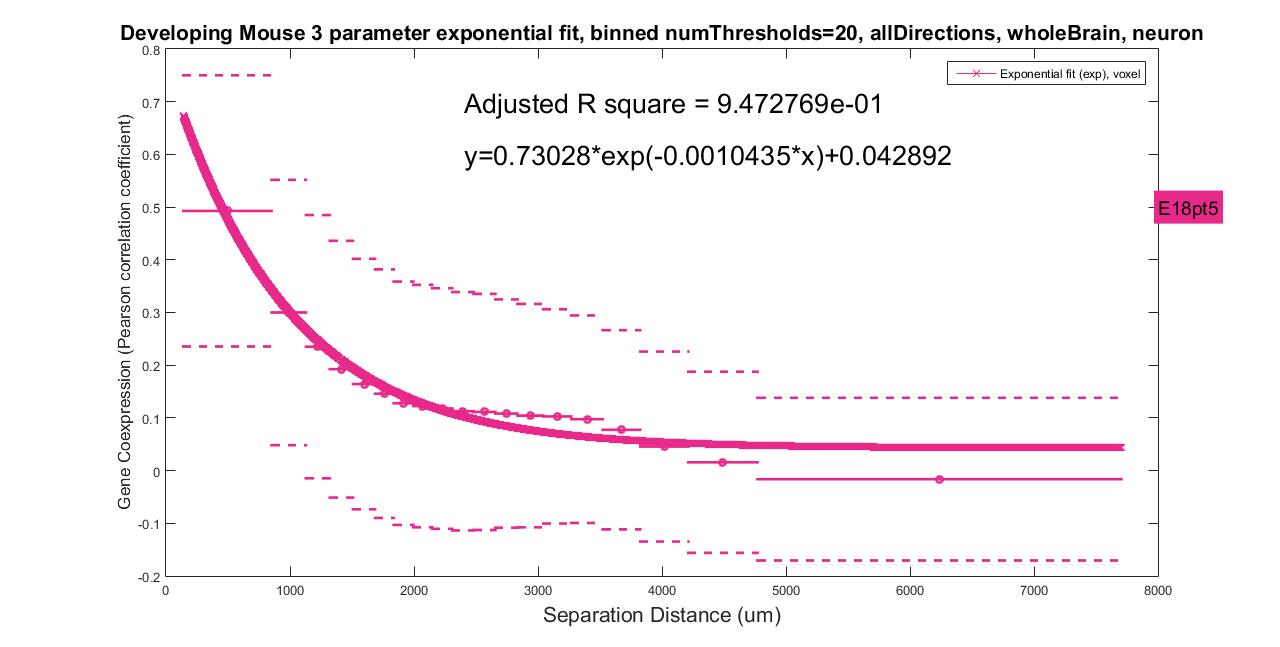 Developing Mouse 3 parameter exponential fit, binned numThresholds=20, allDirections, wholeBrain, neuron
Exponential fit (exp), voxel
Adjusted R square = 9.472769e-01
y=0.73028*exp(-0.0010435*x)+0.042892
E18pt5
Gene Coexpression (Pearson correlation coefficient)
0.8
0.7
0.6
0.5
0.4
0.3
0.2
0.1
0
-0.1
-0.2
0 1000 2000 3000 4000 5000 6000 7000 8000
Separation Distance (um)